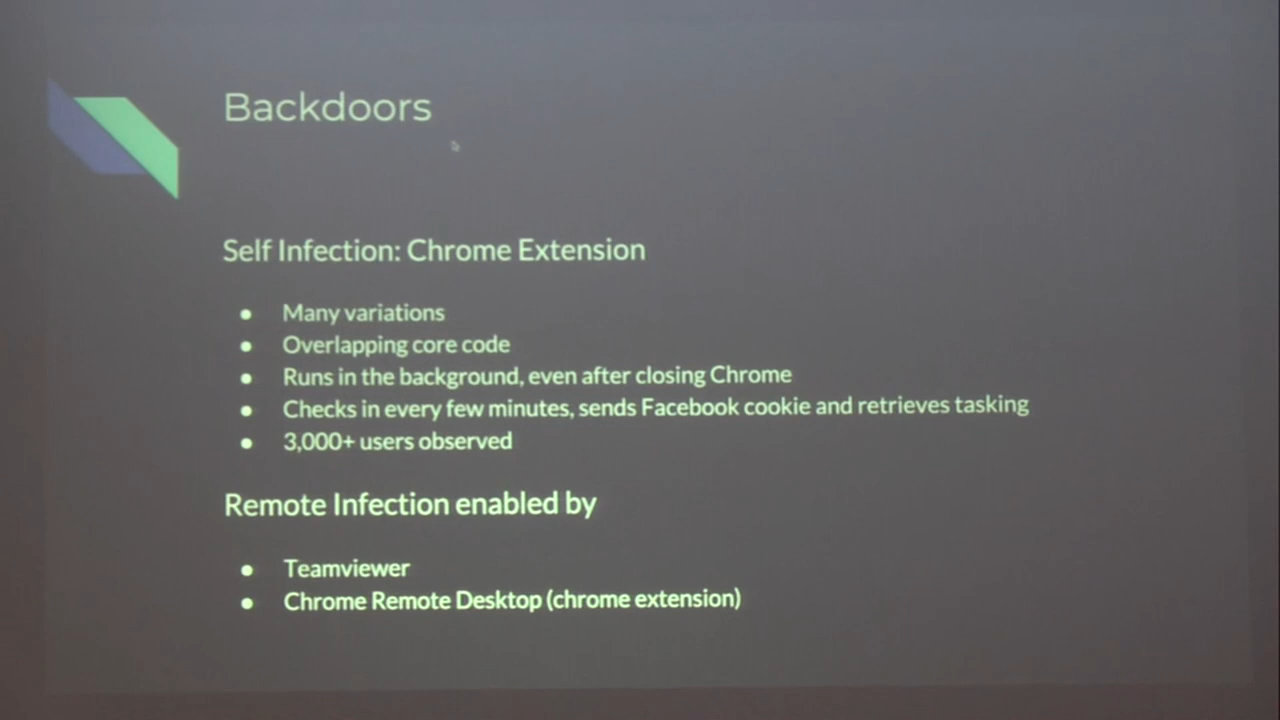 Backdoors
Self Infection: Chrome Extension
● Many variations
● Overlapping core code
● Runs in the background, even after closing Chrome
● Checks in every few minutes, sends Facebook cookie and retrieves tasking
● 3,000+ users observed
Remote Infection enabled by
● Teamviewer
● Chrome Remote Desktop (chrome extension)